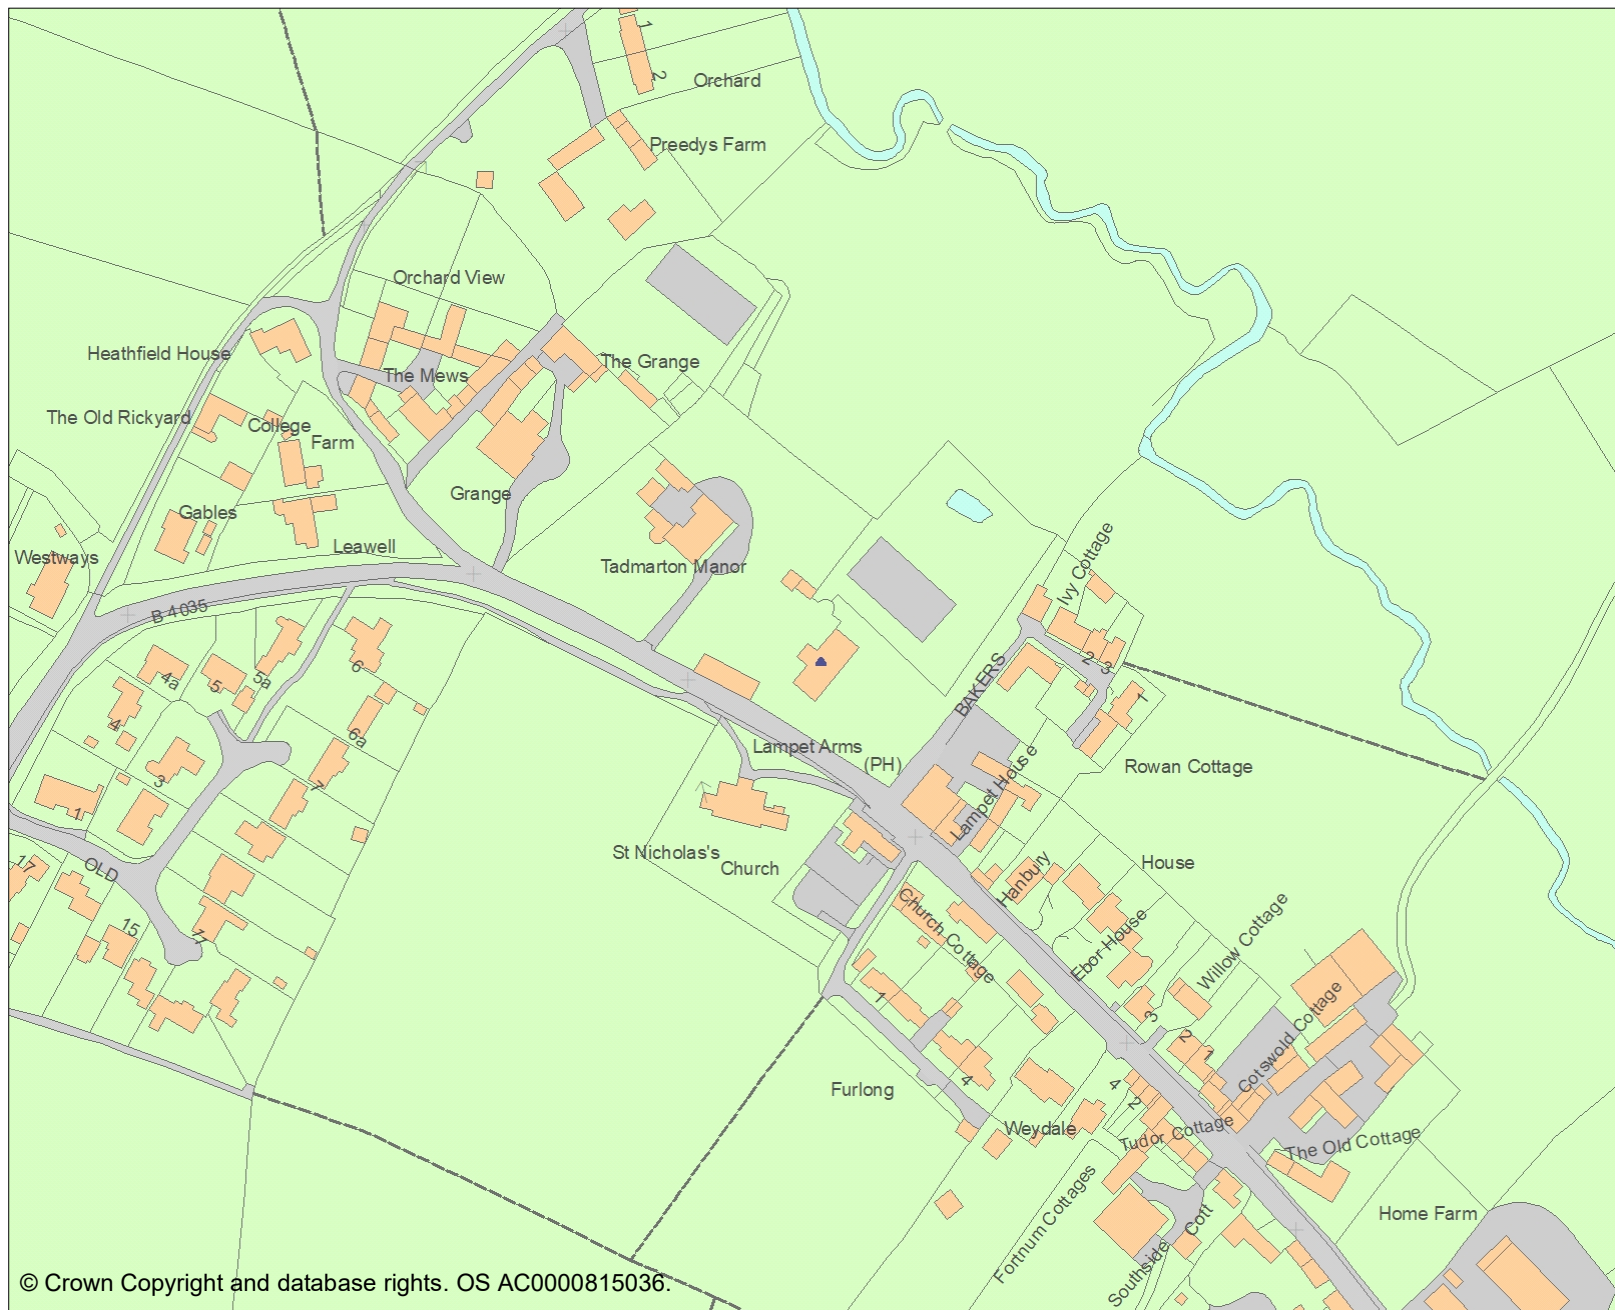 1
2
Orchard
Preedys Farm
Orchard View
Heathfield House
The Mews
The Grange
The Old Rickyard
College
Farm
Grange
Gables
Leawell
Westways
Tadmarton Manor
B 4035
Ivy Cottage
2
3
1
BAKERS
4a
5
5a
6
6a
4
3
1
7
Lampet Arms
(PH)
Lampet House
Rowan Cottage
St Nicholas's
Church
Hanbury
House
OLD
17
15
11
Church Cottage
Ebor House
Willow Cottage
1
4
3
2
1
Cotswold Cottage
Furlong
Weydale
4
2
Tudor Cottage
The Old Cottage
Fortnum Cottages
Southside
Cott
Home Farm
© Crown Copyright and database rights. OS AC0000815036.